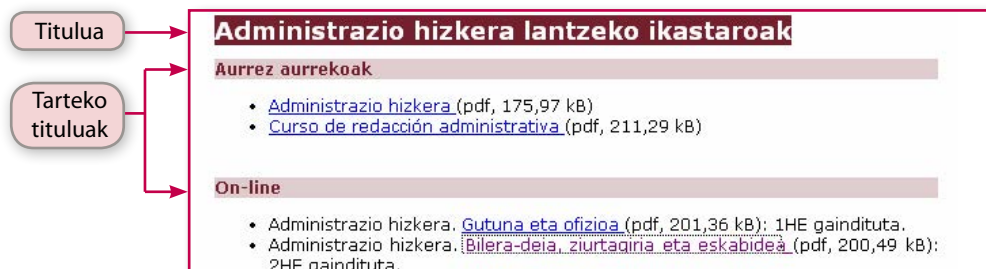 Titulua
Administrazio hizkera lantzeko ikastaroak
Aurrez aurrekoak
Tarteko
tituluak
• Administrazio hizkera (pdf, 175,97 kB)
• Curso de redacción administrativa (pdf, 211,29 kB)
On-line
• Administrazio hizkera. Gutuna eta ofizioa (pdf, 201,36 kB): 1HE gaindituta.
• Administrazio hizkera. Bilera-deia, ziurtagiria eta eskabidea (pdf, 200,49 kB):
2HE gaindituta.